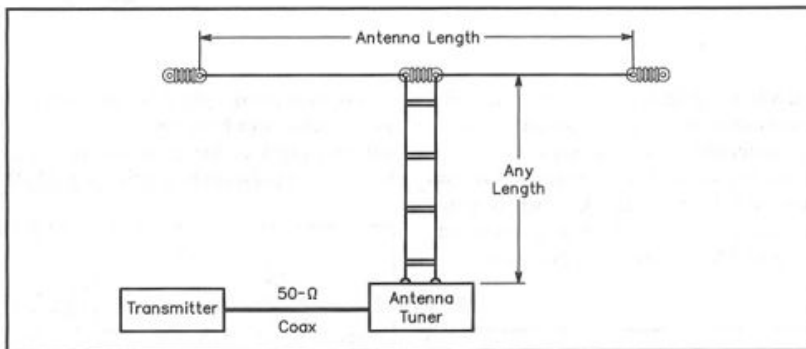 Antenna Length
Any
Length
50-Ω
Transmitter
Coax
Antenna
Tuner